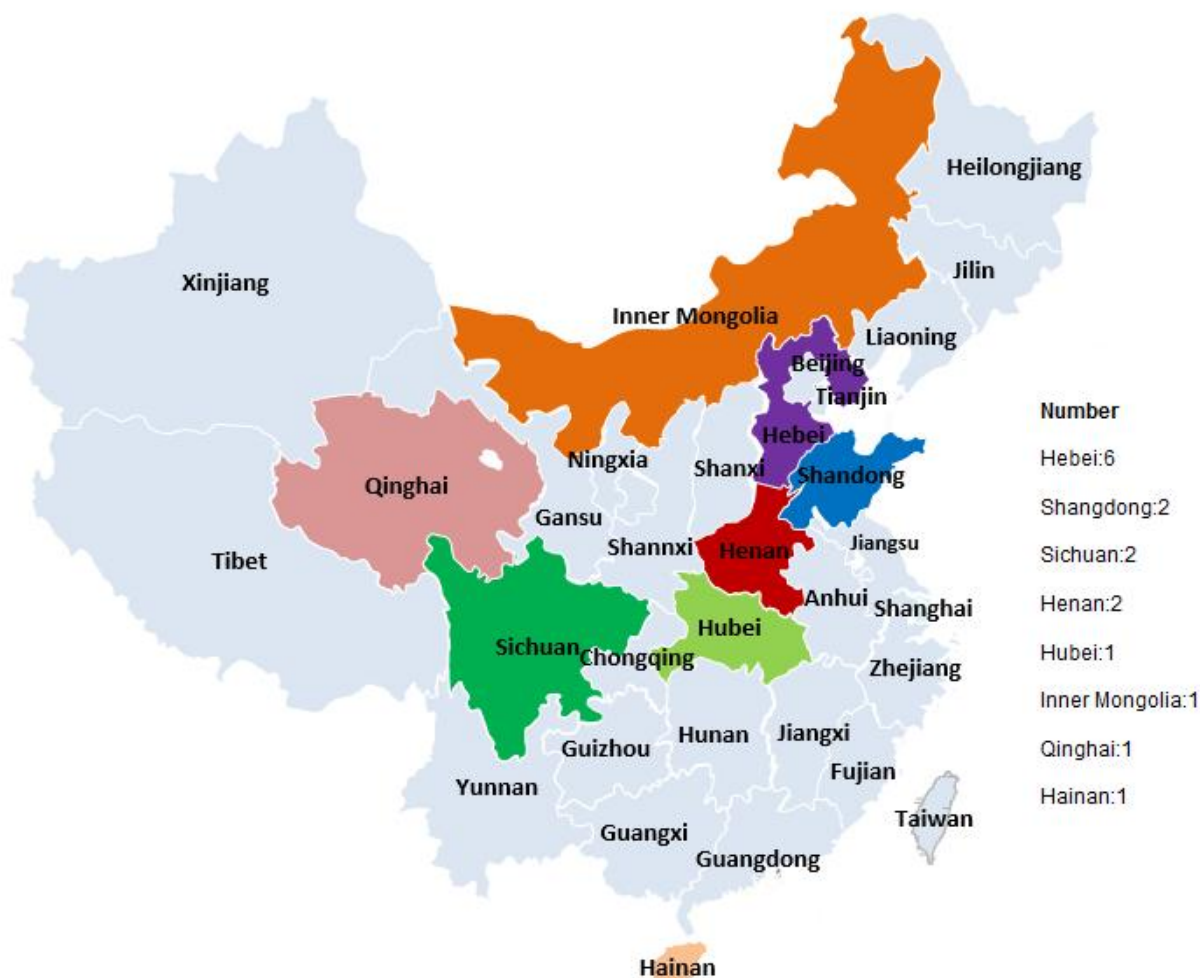 Heilongjiang
Jilin
Xinjiang
Inner Mongolia
Liaoning
Beijing
Tianjin
Hebei
Ningxia
Shanxi
Shandong
Qinghai
Gansu
Shannxi
Henan
Jiangsu
Tibet
Anhui
Shanghai
Hubei
Sichuan
Chongqing
Zhejiang
Guizhou
Hunan
Jiangxi
Fujian
Yunnan
Taiwan
Guangxi
Guangdong
Hainan
Number
Hebei:6
Shangdong:2
Sichuan:2
Henan:2
Hubei:1
Inner Mongolia:1
Qinghai:1
Hainan:1